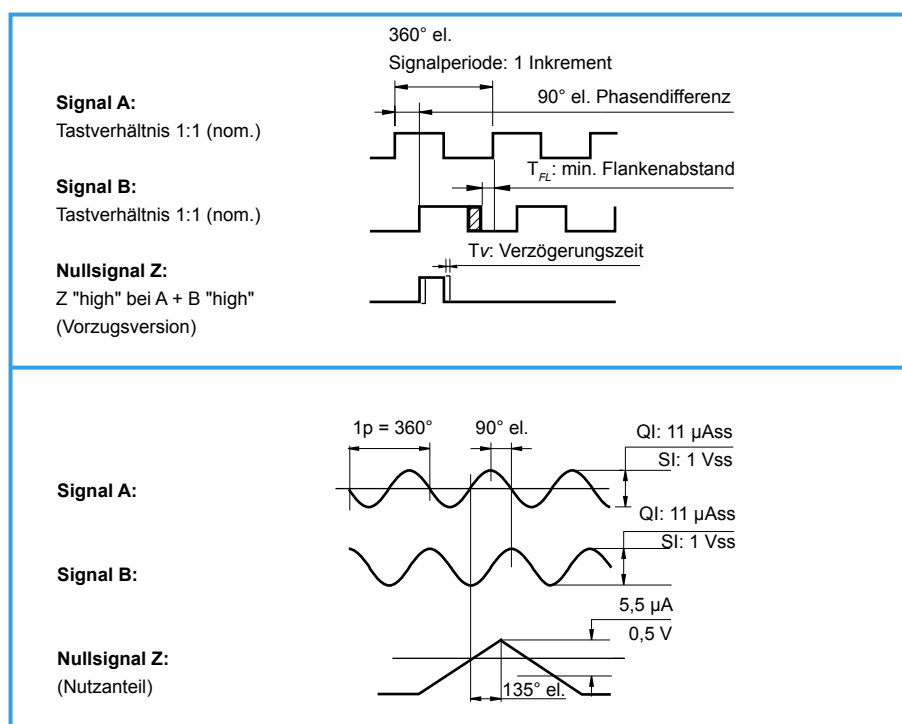 360° el.
Signalperiode: 1 Inkrement
90° el. Phasendifferenz
Signal A:
Tastverhältnis 1:1 (nom.)
T_FL: min. Flankenabstand
Signal B:
Tastverhältnis 1:1 (nom.)
Tv: Verzögerungszeit
Nullsignal Z:
Z "high" bei A + B "high"
(Vorzugsversion)
1p = 360°
90° el.
QI: 11 µAss
SI: 1 Vss
Signal A:
QI: 11 µAss
SI: 1 Vss
Signal B:
5,5 µA
0,5 V
Nullsignal Z:
(Nutzanteil)
135° el.